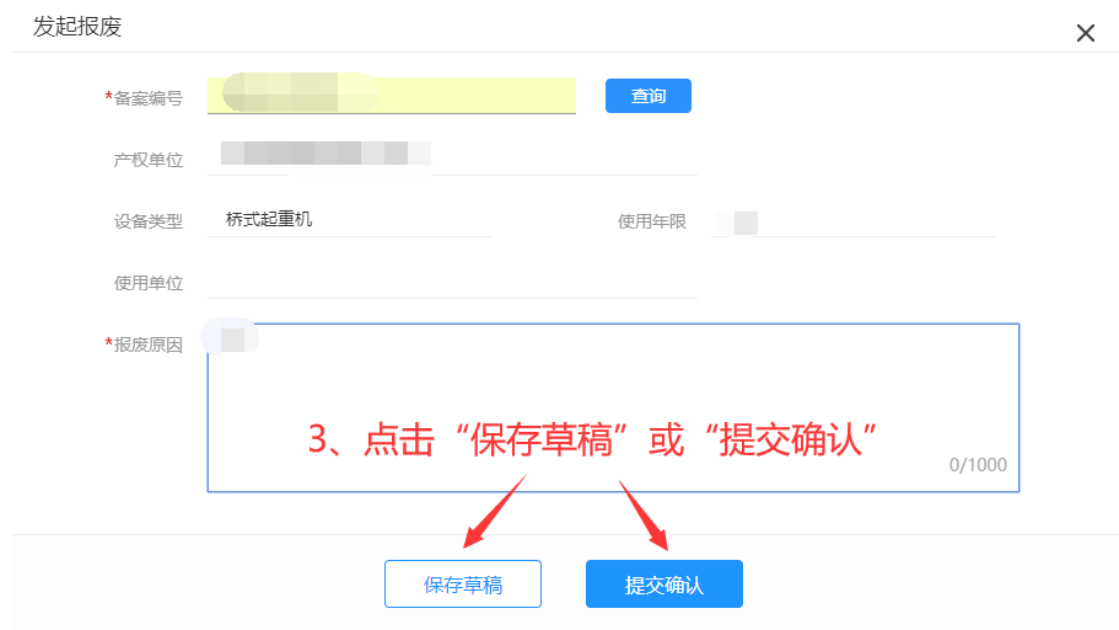 发起报废
*备案编号
查询
产权单位
设备类型 桥式起重机 使用年限
使用单位
*报废原因
3、点击“保存草稿”或“提交确认”
0/1000
保存草稿 提交确认